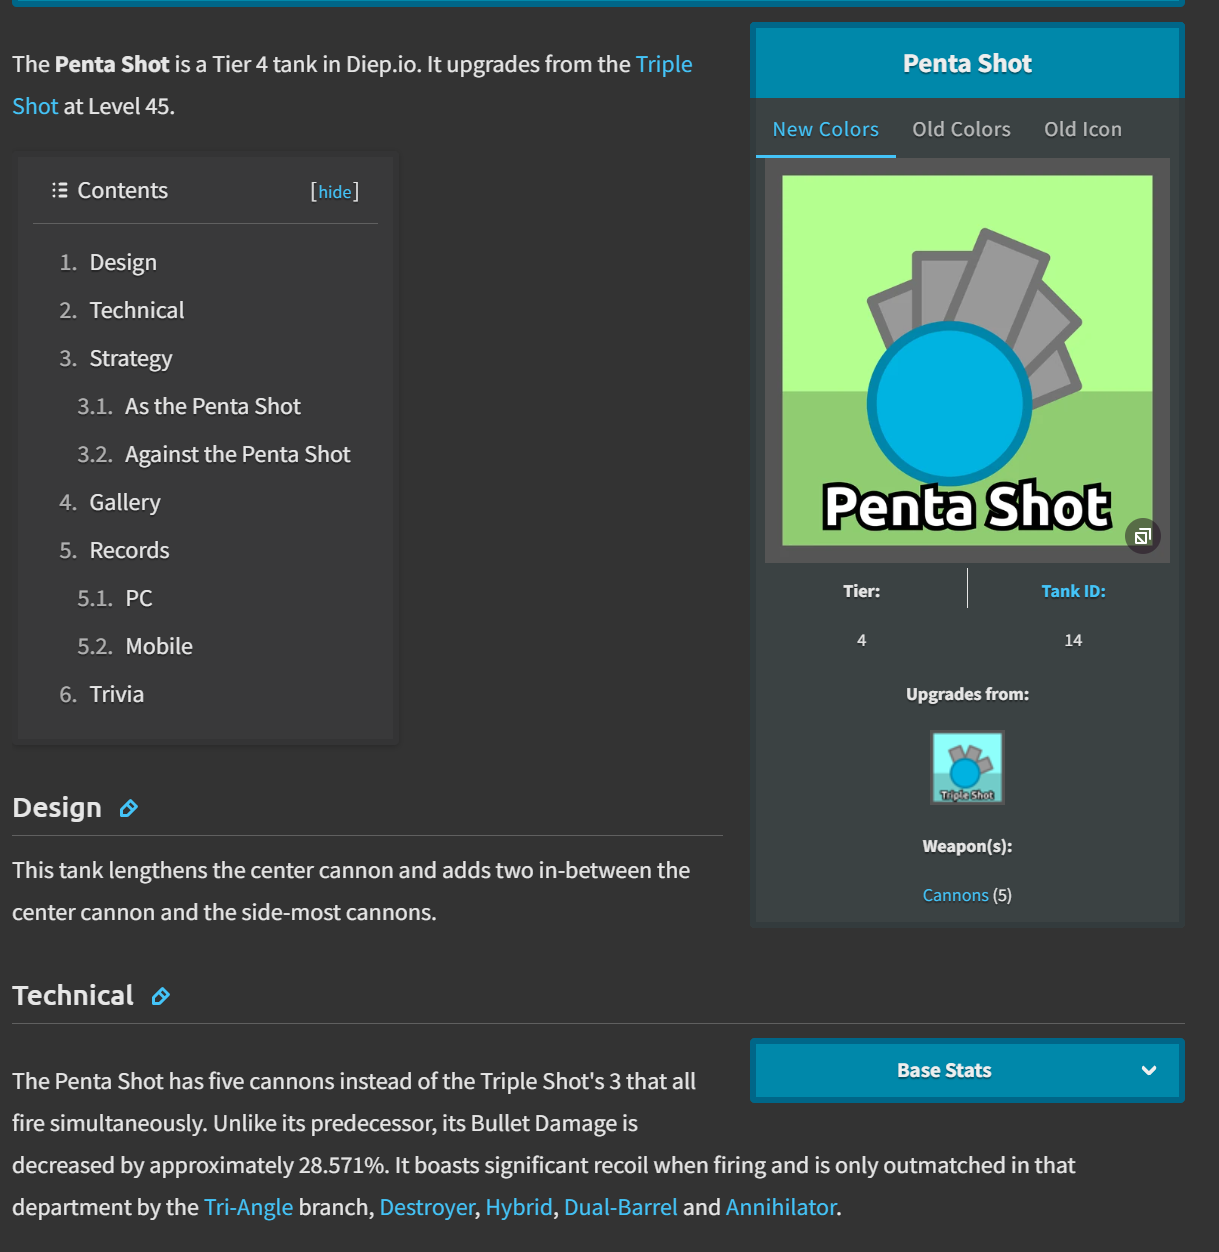 The Penta Shot is a Tier 4 tank in Diep.io. It upgrades from the Triple
Shot at Level 45.
Contents [hide]
1. Design
2. Technical
3. Strategy
3.1. As the Penta Shot
3.2. Against the Penta Shot
4. Gallery
5. Records
5.1. PC
5.2. Mobile
6. Trivia
Penta Shot
New Colors Old Colors Old Icon
Penta Shot
Tier: Tank ID:
4 14
Upgrades from:
Triple Shot
Weapon(s):
Cannons (5)
Design
This tank lengthens the center cannon and adds two in-between the
center cannon and the side-most cannons.
Technical
Base Stats
The Penta Shot has five cannons instead of the Triple Shot's 3 that all
fire simultaneously. Unlike its predecessor, its Bullet Damage is
decreased by approximately 28.571%. It boasts significant recoil when firing and is only outmatched in that
department by the Tri-Angle branch, Destroyer, Hybrid, Dual-Barrel and Annihilator.